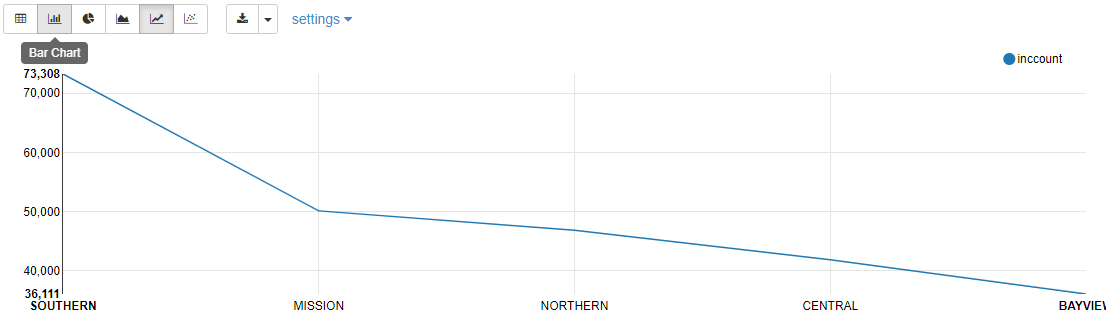 settings
Bar Chart
inccount
73,308
70,000
60,000
50,000
40,000
36,111
SOUTHERN MISSION NORTHERN CENTRAL BAYVIEW